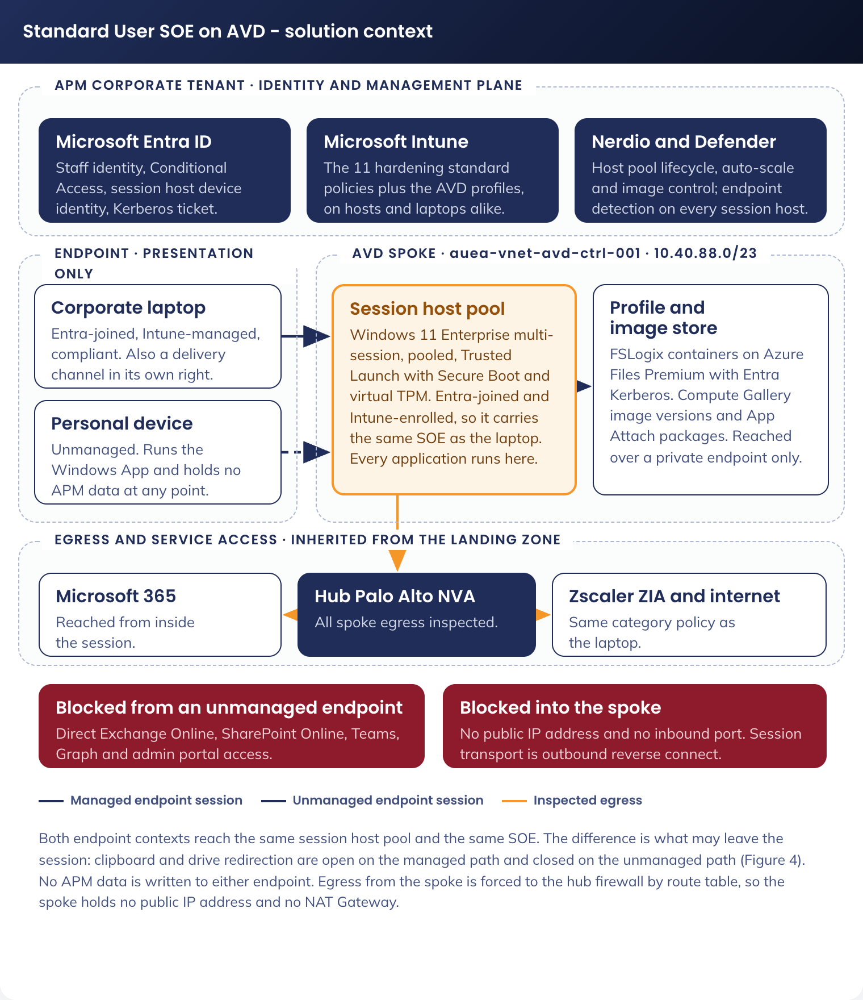 Standard User SOE on AVD - solution context
APM CORPORATE TENANT · IDENTITY AND MANAGEMENT PLANE
Microsoft Entra ID
Staff identity, Conditional
Access, session host device
identity, Kerberos ticket.
Microsoft Intune
The 11 hardening standard
policies plus the AVD profiles,
on hosts and laptops alike.
Nerdio and Defender
Host pool lifecycle, auto-scale
and image control; endpoint
detection on every session host.
ENDPOINT · PRESENTATION
ONLY
Corporate laptop
Entra-joined, Intune-managed,
compliant. Also a delivery
channel in its own right.
Personal device
Unmanaged. Runs the
Windows App and holds no
APM data at any point.
AVD SPOKE · auea-vnet-avd-ctrl-001 · 10.40.88.0/23
Session host pool
Windows 11 Enterprise multi-
session, pooled, Trusted
Launch with Secure Boot and
virtual TPM. Entra-joined and
Intune-enrolled, so it carries
the same SOE as the laptop.
Every application runs here.
Profile and
image store
FSLogix containers on Azure
Files Premium with Entra
Kerberos. Compute Gallery
image versions and App
Attach packages. Reached
over a private endpoint only.
EGRESS AND SERVICE ACCESS · INHERITED FROM THE LANDING ZONE
Microsoft 365
Reached from inside
the session.
Hub Palo Alto NVA
All spoke egress inspected.
Zscaler ZIA and internet
Same category policy as
the laptop.
Blocked from an unmanaged endpoint
Direct Exchange Online, SharePoint Online, Teams,
Graph and admin portal access.
Blocked into the spoke
No public IP address and no inbound port. Session
transport is outbound reverse connect.
Managed endpoint session
Unmanaged endpoint session
Inspected egress
Both endpoint contexts reach the same session host pool and the same SOE. The difference is what may leave the
session: clipboard and drive redirection are open on the managed path and closed on the unmanaged path (Figure 4).
No APM data is written to either endpoint. Egress from the spoke is forced to the hub firewall by route table, so the
spoke holds no public IP address and no NAT Gateway.